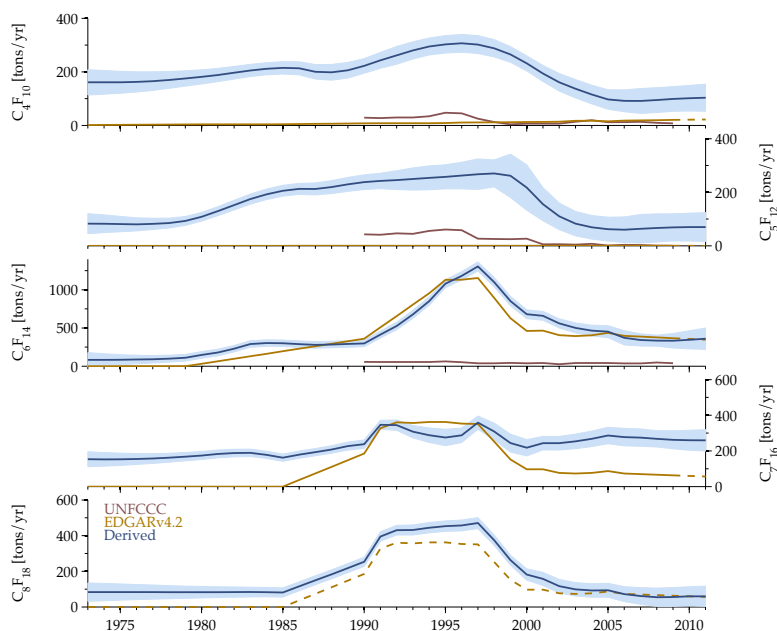 C4F10 [tons/yr]
400
200
0
400
200
0
C5F12 [tons/yr]
C6F14 [tons/yr]
1000
500
0
600
400
200
0
C7F16 [tons/yr]
C8F18 [tons/yr]
600
400
200
0
UNFCCC
EDGARv4.2
Derived
1975 1980 1985 1990 1995 2000 2005 2010